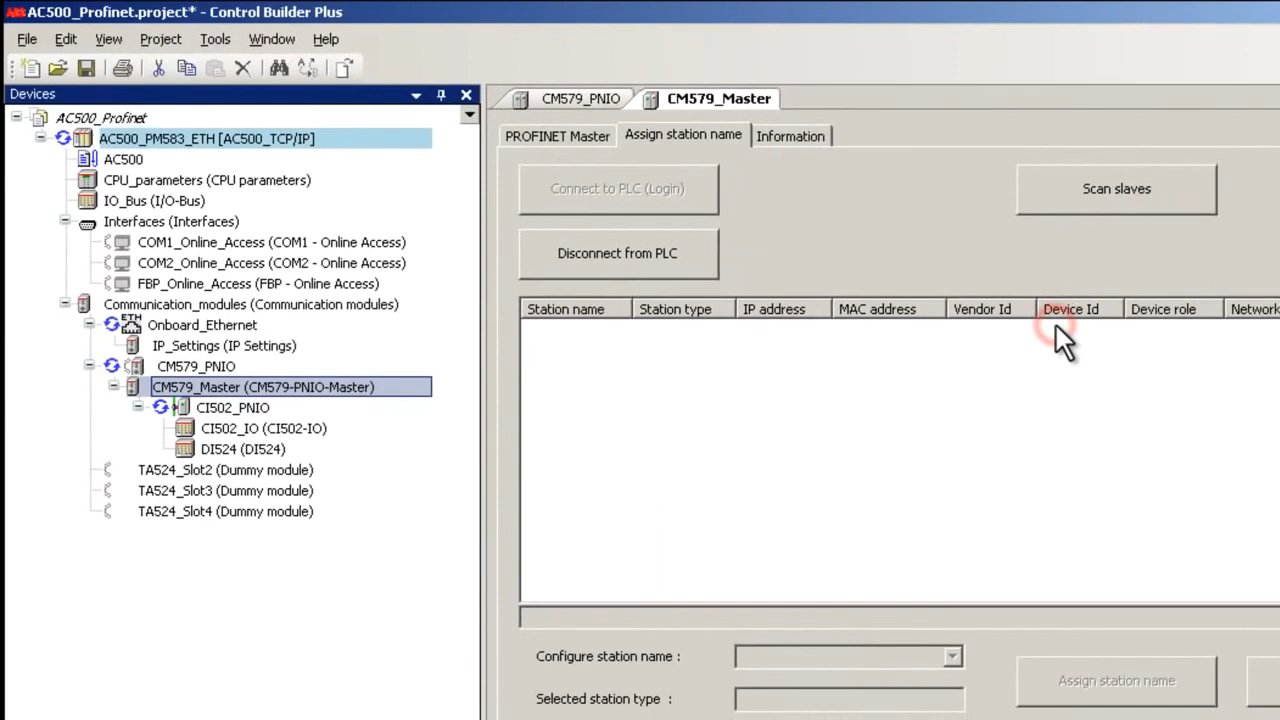 ABB AC500_Profinet.project* - Control Builder Plus
File Edit View Project Tools Window Help
Devices
AC500_Profinet
AC500_PM583_ETH [AC500_TCP/IP]
AC500
CPU_parameters (CPU parameters)
IO_Bus (I/O-Bus)
Interfaces (Interfaces)
COM1_Online_Access (COM1 - Online Access)
COM2_Online_Access (COM2 - Online Access)
FBP_Online_Access (FBP - Online Access)
Communication_modules (Communication modules)
ETH
Onboard_Ethernet
IP_Settings (IP Settings)
CM579_PNIO
CM579_Master (CM579-PNIO-Master)
CI502_PNIO
CI502_IO (CI502-IO)
DI524 (DI524)
TA524_Slot2 (Dummy module)
TA524_Slot3 (Dummy module)
TA524_Slot4 (Dummy module)
CM579_PNIO CM579_Master
PROFINET Master Assign station name Information
Connect to PLC (Login) Scan slaves
Disconnect from PLC
Station name Station type IP address MAC address Vendor Id Device Id Device role Network
Configure station name :
Assign station name
Selected station type :